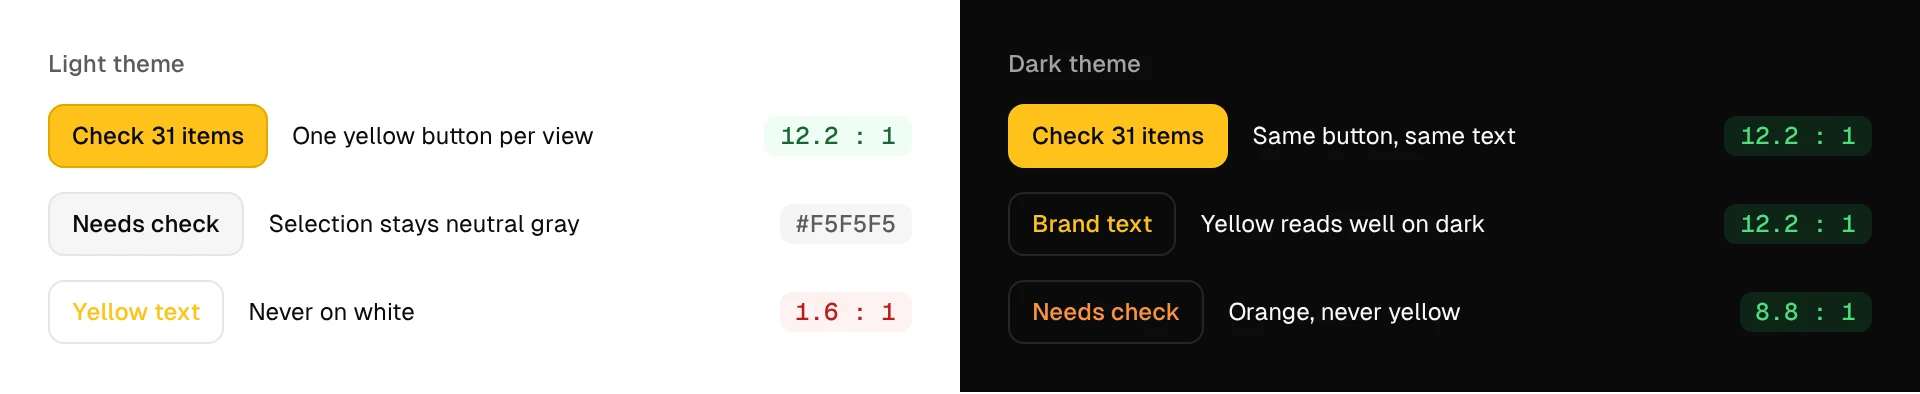 Light theme
Check 31 items
One yellow button per view
12.2 : 1
Needs check
Selection stays neutral gray
#F5F5F5
Yellow text
Never on white
1.6 : 1
Dark theme
Check 31 items
Same button, same text
12.2 : 1
Brand text
Yellow reads well on dark
12.2 : 1
Needs check
Orange, never yellow
8.8 : 1